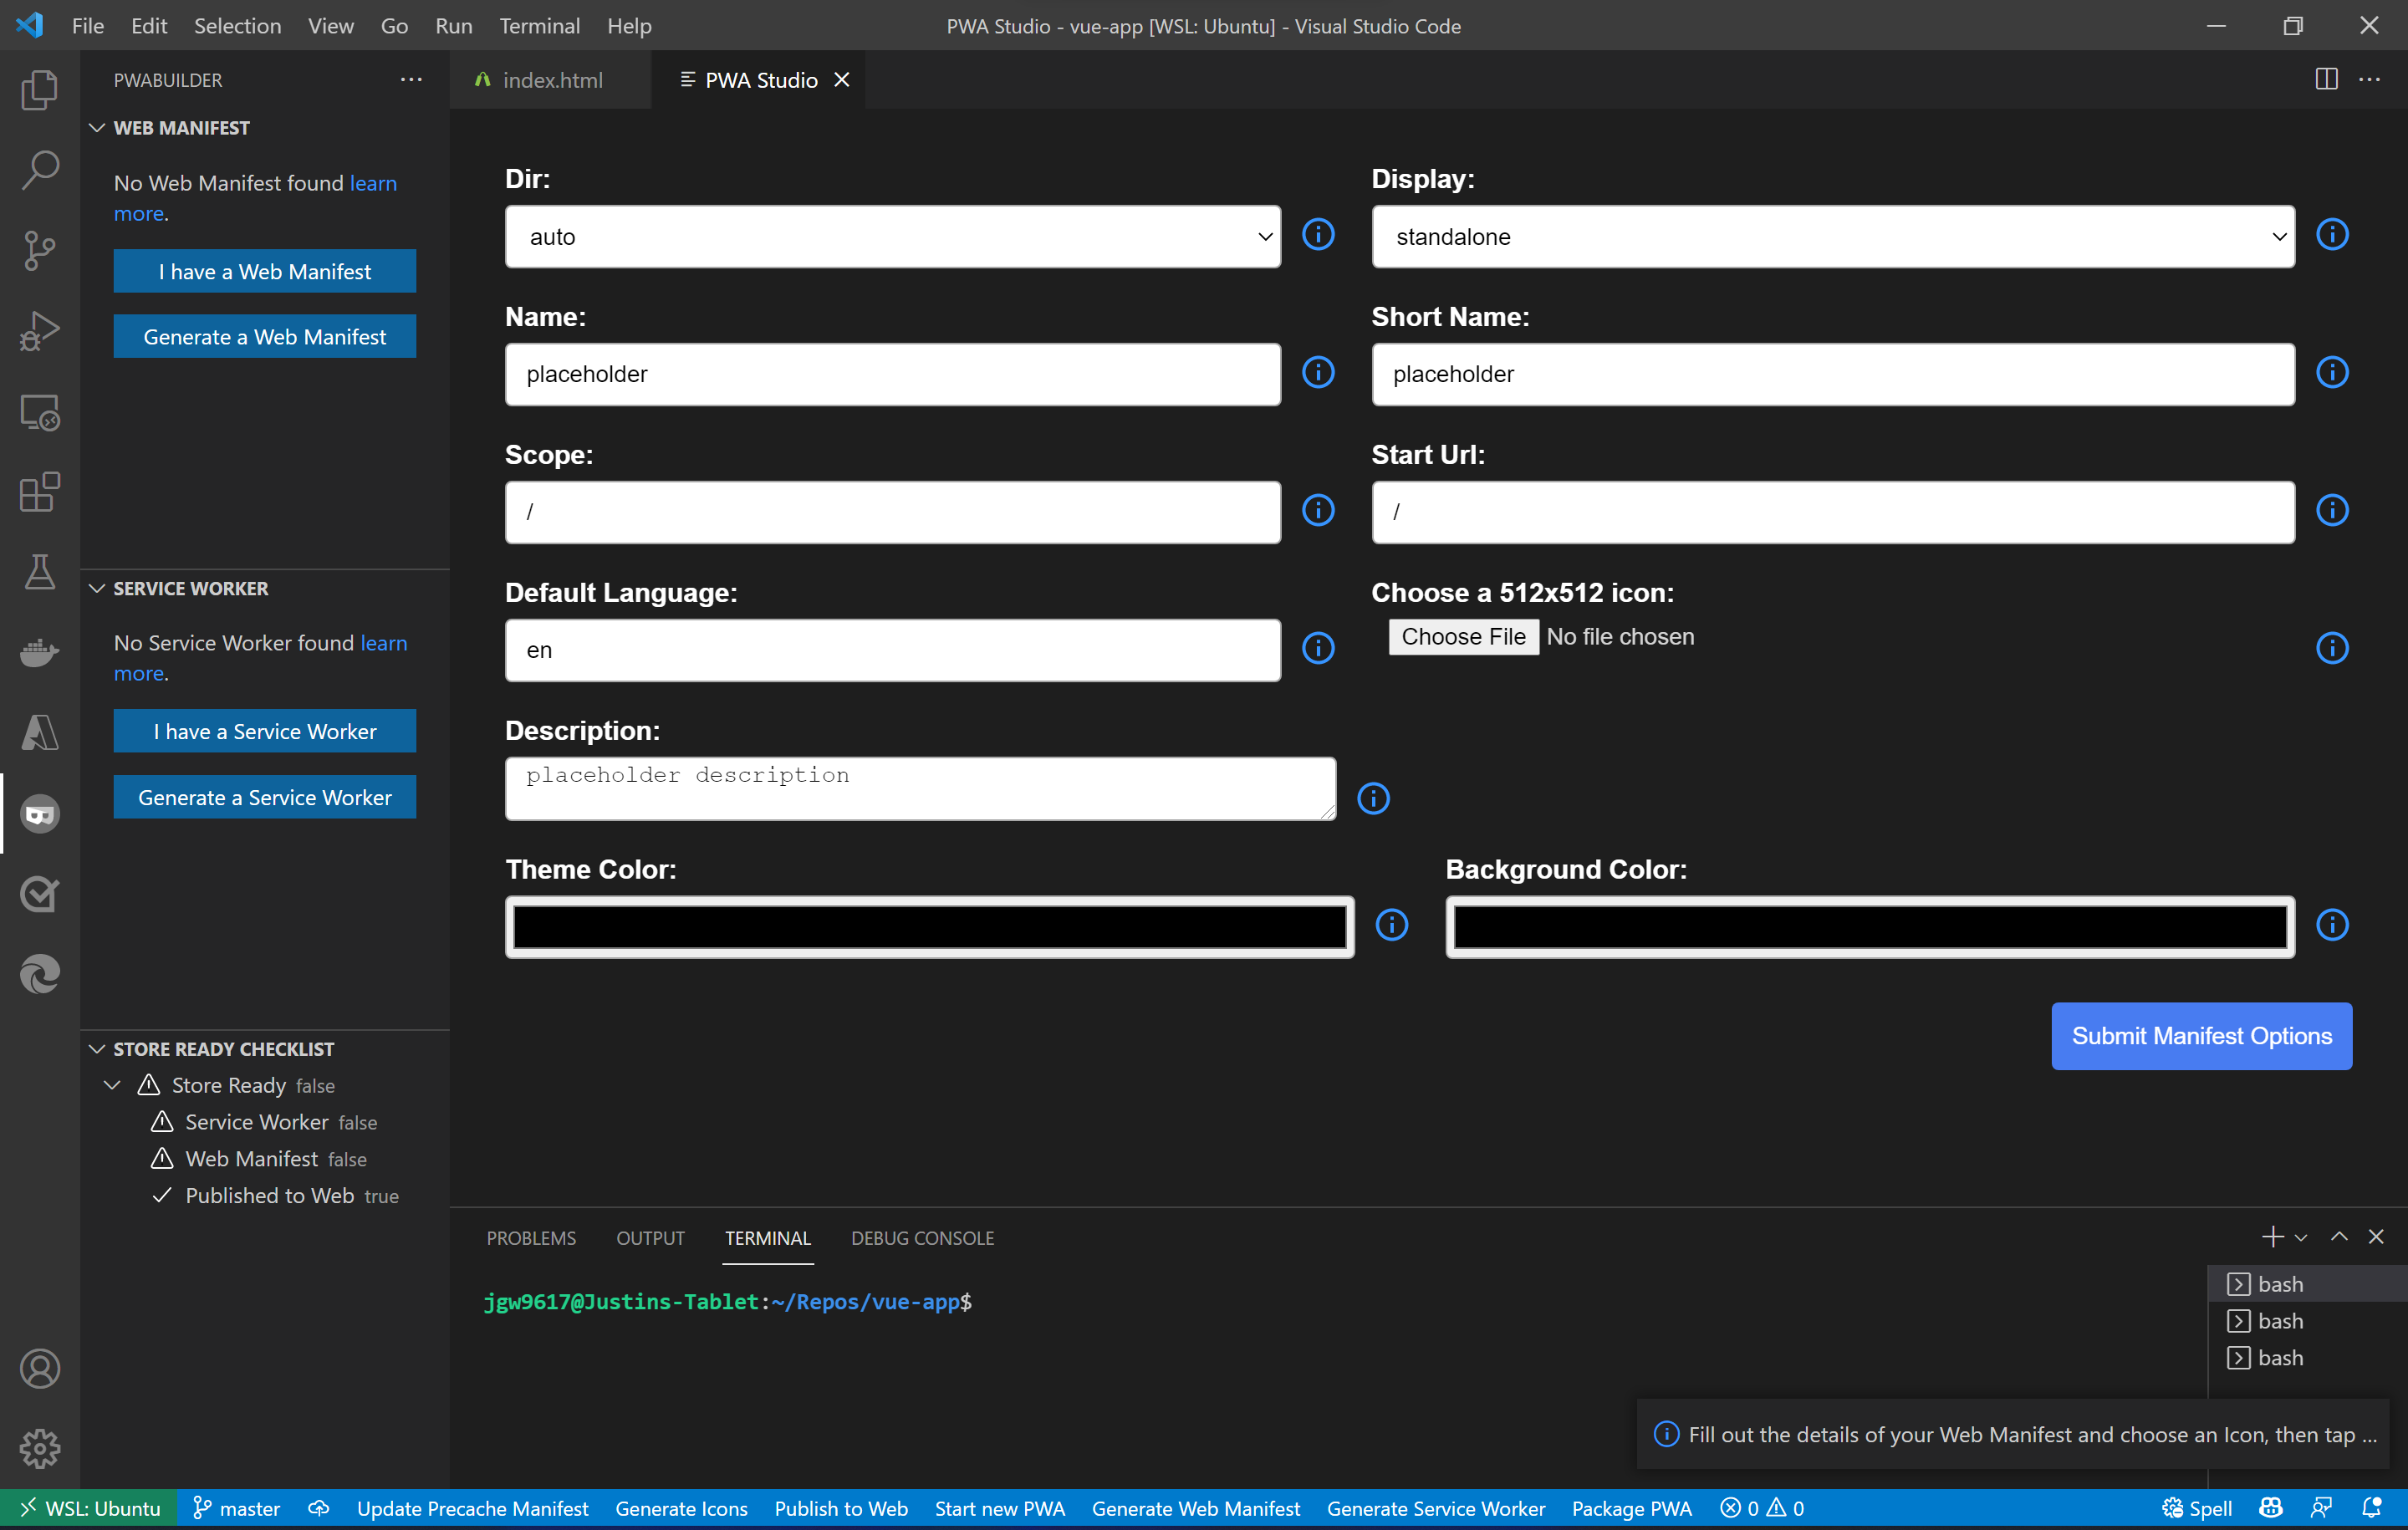 File Edit Selection View Go Run Terminal Help
PWA Studio - vue-app [WSL: Ubuntu] - Visual Studio Code
PWABUILDER
index.html
PWA Studio
WEB MANIFEST
No Web Manifest found learn
more.
I have a Web Manifest
Generate a Web Manifest
SERVICE WORKER
No Service Worker found learn
more.
I have a Service Worker
Generate a Service Worker
STORE READY CHECKLIST
Store Ready false
Service Worker false
Web Manifest false
Published to Web true
Dir:
auto
Display:
standalone
Name:
placeholder
Short Name:
placeholder
Scope:
/
Start Url:
/
Default Language:
en
Choose a 512x512 icon:
Choose File No file chosen
Description:
placeholder description
Theme Color:
Background Color:
Submit Manifest Options
PROBLEMS OUTPUT TERMINAL DEBUG CONSOLE
jgw9617@Justins-Tablet:~/Repos/vue-app$
bash
bash
bash
Fill out the details of your Web Manifest and choose an Icon, then tap ...
WSL: Ubuntu master Update Precache Manifest Generate Icons Publish to Web Start new PWA Generate Web Manifest Generate Service Worker Package PWA 0 0 Spell